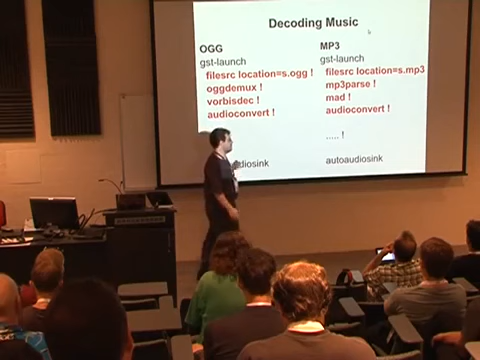 Decoding Music
OGG
gst-launch
filesrc location=s.ogg !
oggdemux !
vorbisdec !
audioconvert !
MP3
gst-launch
filesrc location=s.mp3
mp3parse !
mad !
audioconvert !
..... !
autoaudiosink